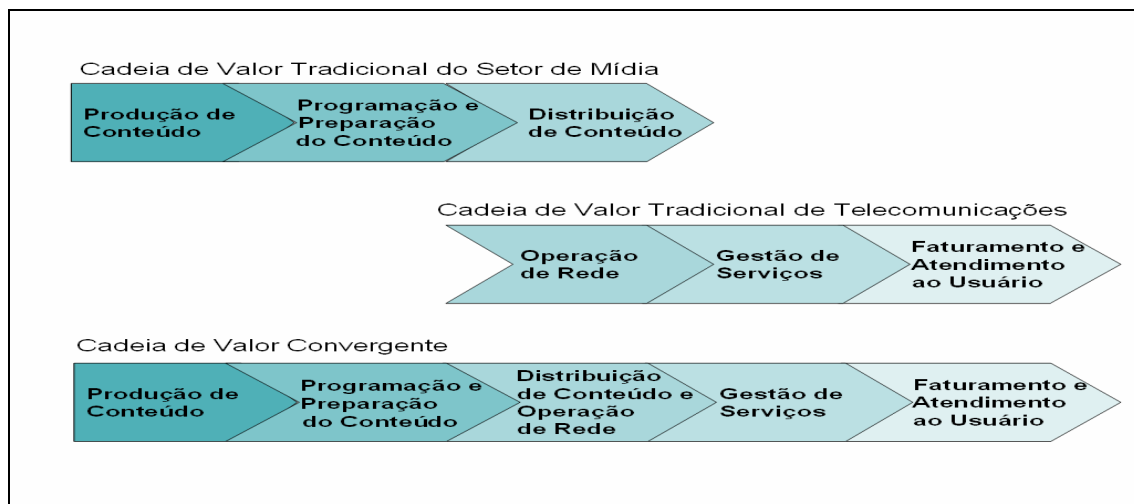 Cadeia de Valor Tradicional do Setor de Mídia
Produção de
Conteúdo
Programação e
Preparação
do Conteúdo
Distribuição
de Conteúdo
Cadeia de Valor Tradicional de Telecomunicações
Operação
de Rede
Gestão de
Serviços
Faturamento e
Atendimento
ao Usuário
Cadeia de Valor Convergente
Produção de
Conteúdo
Programação e
Preparação
do Conteúdo
Distribuição
de Conteúdo e
Operação
de Rede
Gestão de
Serviços
Faturamento e
Atendimento
ao Usuário